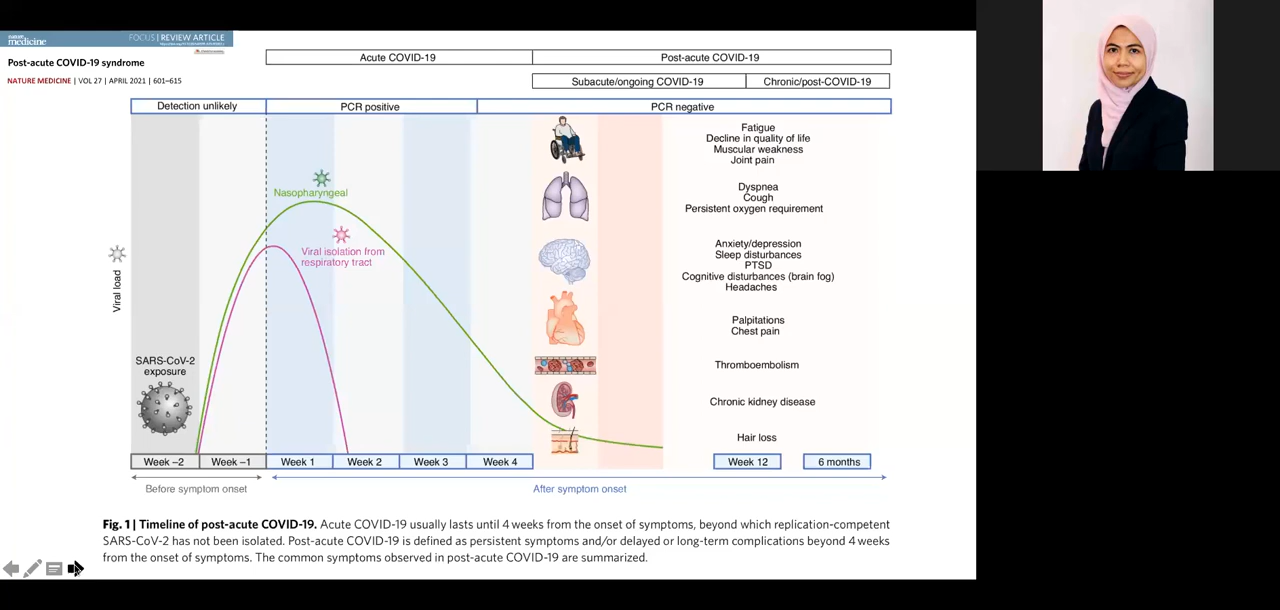 nature
medicine
FOCUS | REVIEW ARTICLE
Post-acute COVID-19 syndrome
NATURE MEDICINE | VOL 27 | APRIL 2021 | 601–615
Acute COVID-19
Post-acute COVID-19
Subacute/ongoing COVID-19
Chronic/post-COVID-19
Detection unlikely
PCR positive
PCR negative
Fatigue
Decline in quality of life
Muscular weakness
Joint pain
Nasopharyngeal
Dyspnea
Cough
Persistent oxygen requirement
Viral isolation from
respiratory tract
Anxiety/depression
Sleep disturbances
PTSD
Cognitive disturbances (brain fog)
Headaches
Viral load
Palpitations
Chest pain
SARS-CoV-2
exposure
Thromboembolism
Chronic kidney disease
Hair loss
Week –2
Week –1
Week 1
Week 2
Week 3
Week 4
Week 12
6 months
Before symptom onset
After symptom onset
Fig. 1 | Timeline of post-acute COVID-19. Acute COVID-19 usually lasts until 4 weeks from the onset of symptoms, beyond which replication-competent
SARS-CoV-2 has not been isolated. Post-acute COVID-19 is defined as persistent symptoms and/or delayed or long-term complications beyond 4 weeks
from the onset of symptoms. The common symptoms observed in post-acute COVID-19 are summarized.